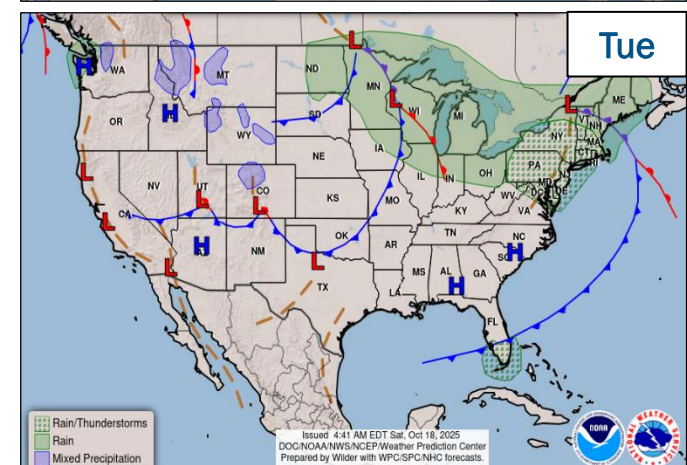 Tue
WA
MT
ND
MN
ME
OR
SD
WI
MI
VT
NH
NY
MA
CT
WY
IA
PA
NE
NV
UT
IL
IN
OH
MD
DC
DE
NJ
CO
WV
VA
CA
KS
MO
KY
NC
TN
OK
AR
NM
SC
MS
AL
GA
TX
LA
FL
H
H
H
H
H
L
L
L
L
L
L
L
L
L
Rain/Thunderstorms
Rain
Mixed Precipitation
Issued 4:41 AM EDT Sat, Oct 18, 2025
DOC/NOAA/NWS/NCEP/Weather Prediction Center
Prepared by Wilder with WPC/SPC/NHC forecasts.
NOAA
NATIONAL WEATHER SERVICE